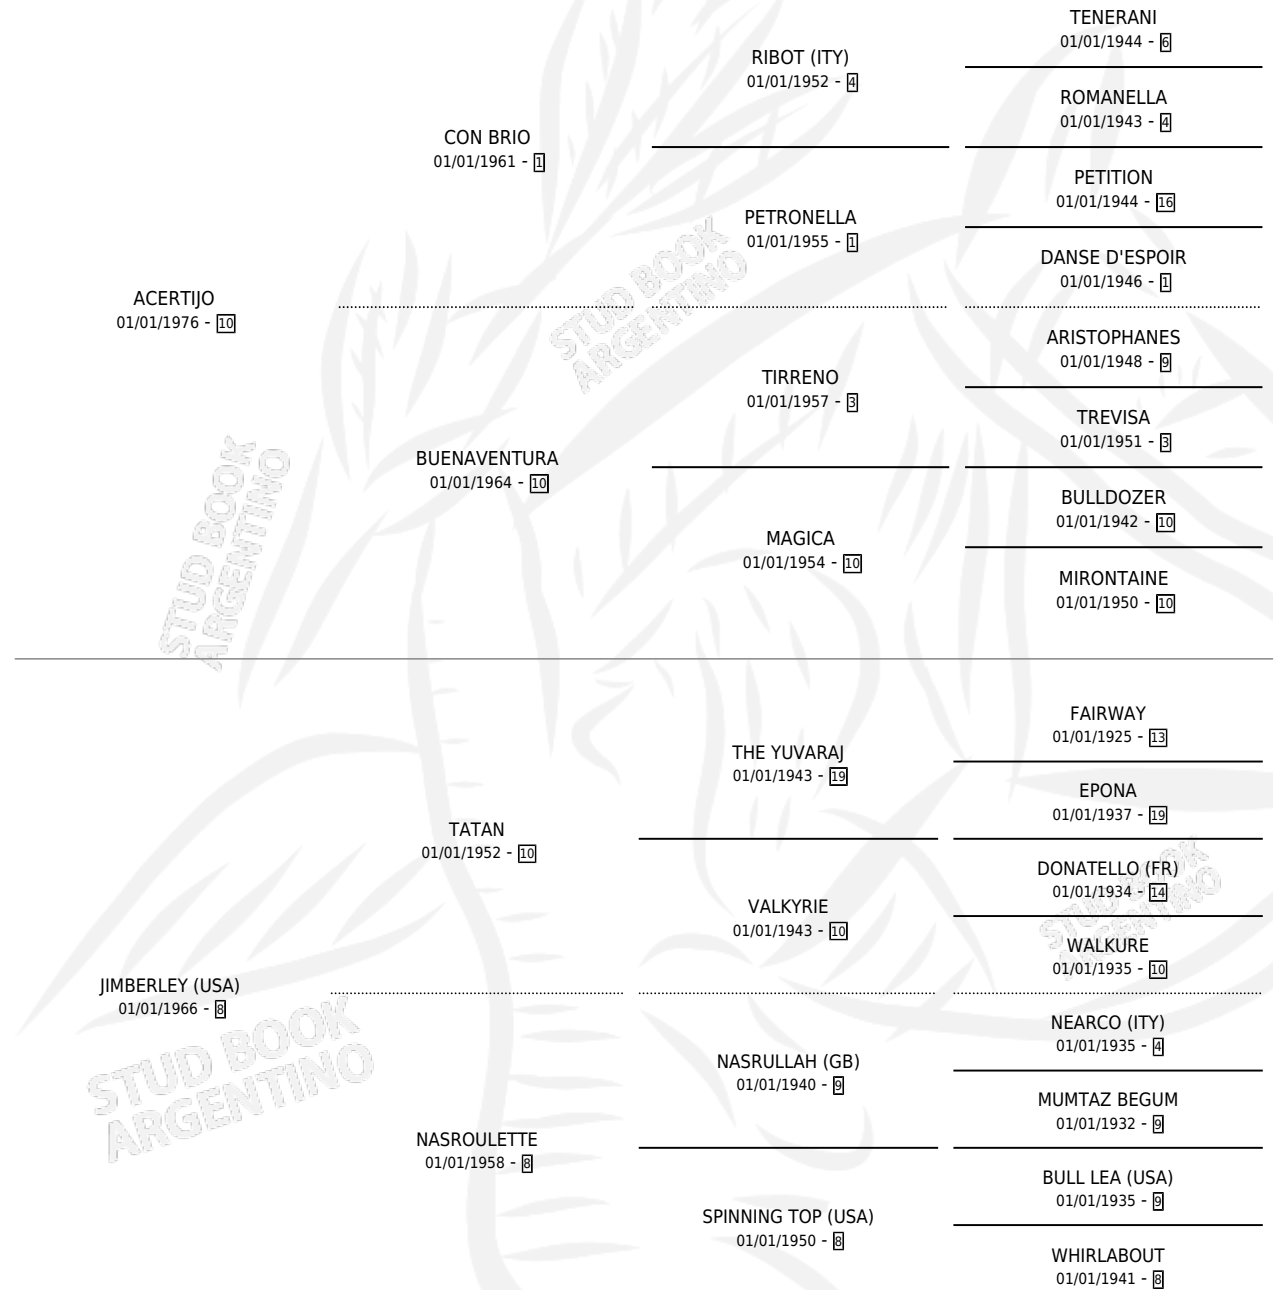 TENERANI
01/01/1944 - 6
RIBOT (ITY)
01/01/1952 - 4
ROMANELLA
01/01/1943 - 4
CON BRIO
01/01/1961 - 1
PETITION
01/01/1944 - 16
PETRONELLA
01/01/1955 - 1
DANSE D'ESPOIR
01/01/1946 - 1
ACERTIJO
01/01/1976 - 10
ARISTOPHANES
01/01/1948 - 9
TIRRENO
01/01/1957 - 3
TREVISA
01/01/1951 - 3
BUENAVENTURA
01/01/1964 - 10
BULLDOZER
01/01/1942 - 10
MAGICA
01/01/1954 - 10
MIRONTAINE
01/01/1950 - 10
FAIRWAY
01/01/1925 - 13
THE YUVARAJ
01/01/1943 - 19
EPONA
01/01/1937 - 19
TATAN
01/01/1952 - 10
DONATELLO (FR)
01/01/1934 - 14
VALKYRIE
01/01/1943 - 10
WALKURE
01/01/1935 - 10
JIMBERLEY (USA)
01/01/1966 - 8
NEARCO (ITY)
01/01/1935 - 4
NASRULLAH (GB)
01/01/1940 - 9
MUMTAZ BEGUM
01/01/1932 - 9
NASROULETTE
01/01/1958 - 8
BULL LEA (USA)
01/01/1935 - 9
SPINNING TOP (USA)
01/01/1950 - 8
WHIRLABOUT
01/01/1941 - 8
STUD BOOK
ARGENTINO
STUD BOOK
ARGENTINO
STUD BOOK
ARGENTINO
STUD BOOK
ARGENTINO